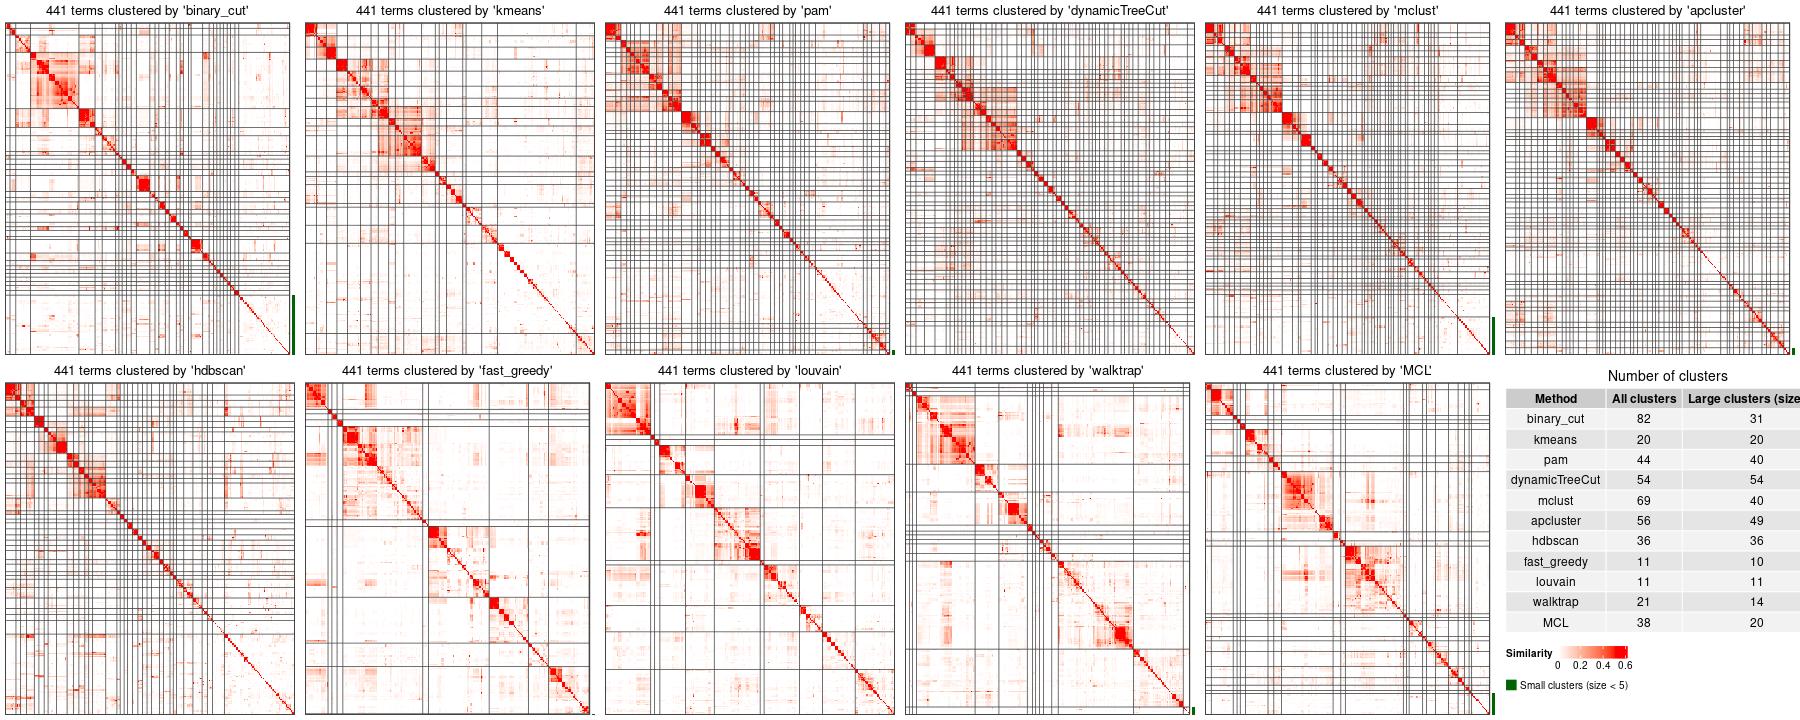 441 terms clustered by 'binary_cut'
441 terms clustered by 'kmeans'
441 terms clustered by 'pam'
441 terms clustered by 'dynamicTreeCut'
441 terms clustered by 'mclust'
441 terms clustered by 'apcluster'
441 terms clustered by 'hdbscan'
441 terms clustered by 'fast_greedy'
441 terms clustered by 'louvain'
441 terms clustered by 'walktrap'
441 terms clustered by 'MCL'
Number of clusters
Method All clusters Large clusters (size
binary_cut 82 31
kmeans 20 20
pam 44 40
dynamicTreeCut 54 54
mclust 69 40
apcluster 56 49
hdbscan 36 36
fast_greedy 11 10
louvain 11 11
walktrap 21 14
MCL 38 20
Similarity
0 0.2 0.4 0.6
Small clusters (size < 5)